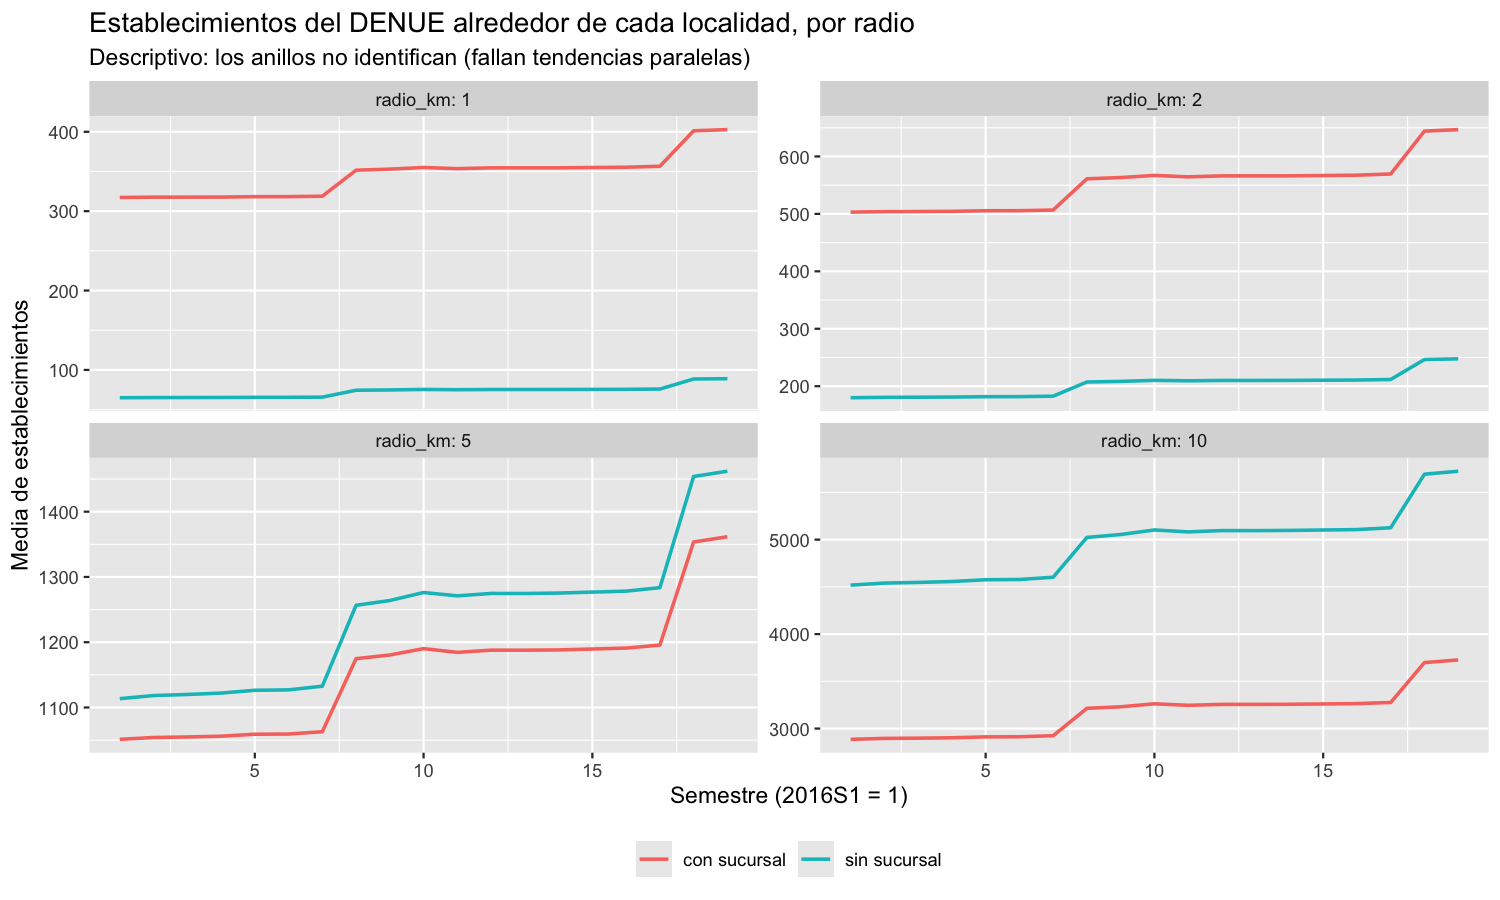 Establecimientos del DENUE alrededor de cada localidad, por radio
Descriptivo: los anillos no identifican (fallan tendencias paralelas)
radio_km: 1
400
300
200
100
radio_km: 2
600
500
400
300
200
Media de establecimientos
radio_km: 5
1400
1300
1200
1100
5
10
15
radio_km: 10
5000
4000
3000
5
10
15
Semestre (2016S1 = 1)
con sucursal
sin sucursal